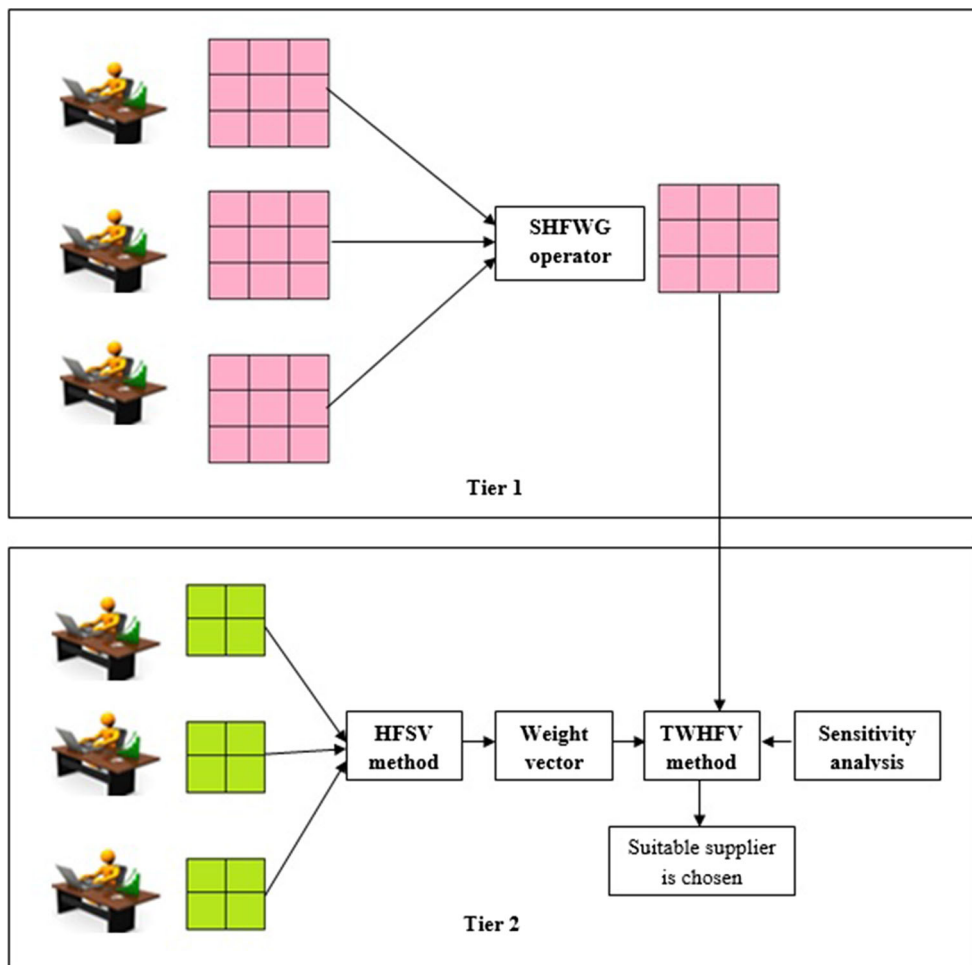 SHFWG
operator
Tier 1
HFSV
method
Weight
vector
TWHFV
method
Sensitivity
analysis
Suitable supplier
is chosen
Tier 2